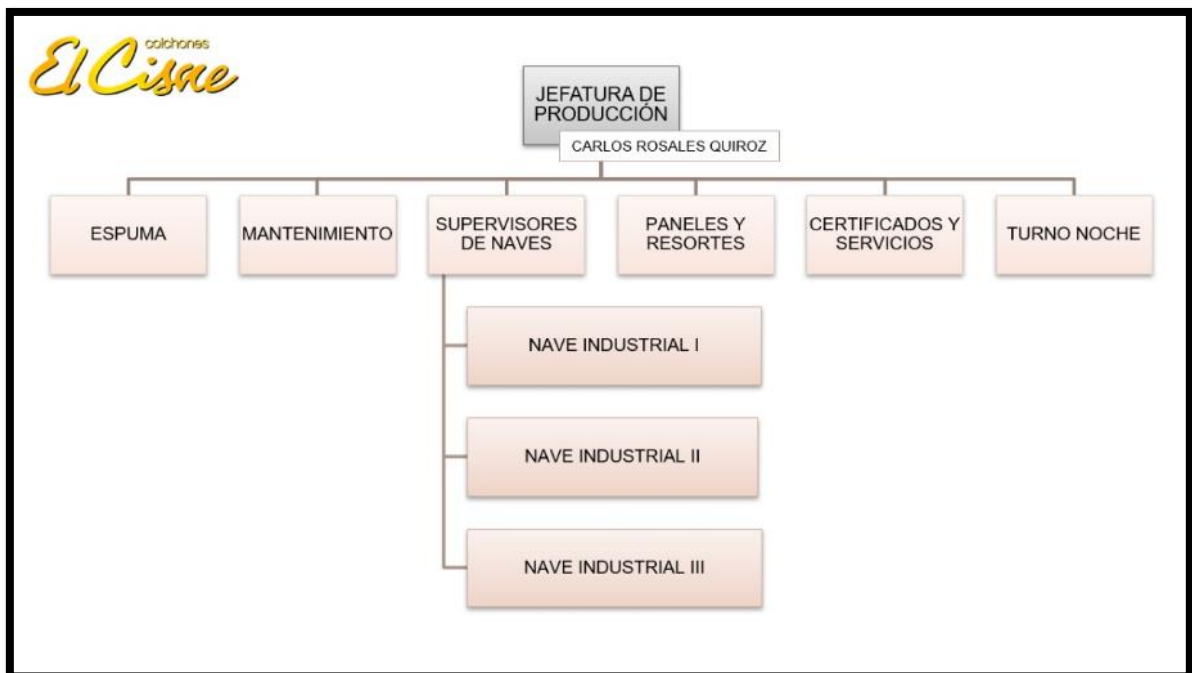 colchones
El Cisne
JEFATURA DE
PRODUCCIÓN
CARLOS ROSALES QUIROZ
ESPUMA
MANTENIMIENTO
SUPERVISORES
DE NAVES
PANELES Y
RESORTES
CERTIFICADOS Y
SERVICIOS
TURNO NOCHE
NAVE INDUSTRIAL I
NAVE INDUSTRIAL II
NAVE INDUSTRIAL III